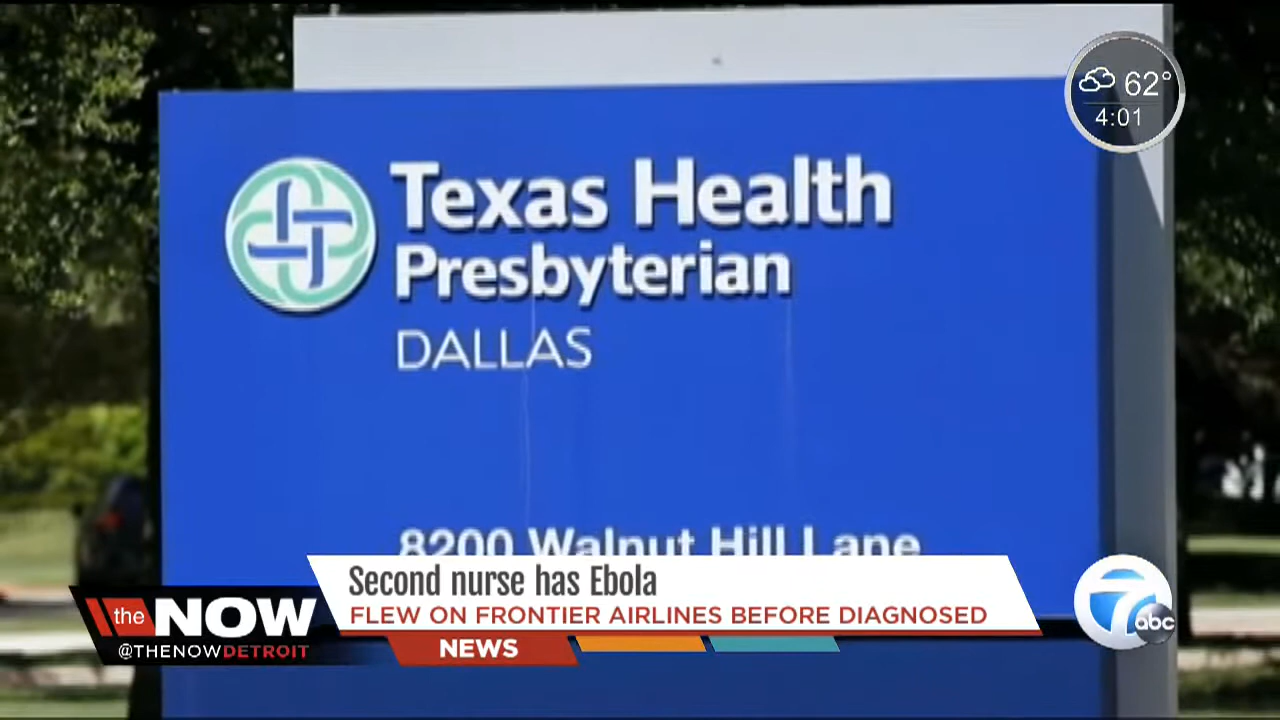 62°
4:01
Texas Health
Presbyterian
DALLAS
8200 Walnut Hill Lane
Second nurse has Ebola
FLEW ON FRONTIER AIRLINES BEFORE DIAGNOSED
the NOW
@THENOWDETROIT
NEWS
7
abc